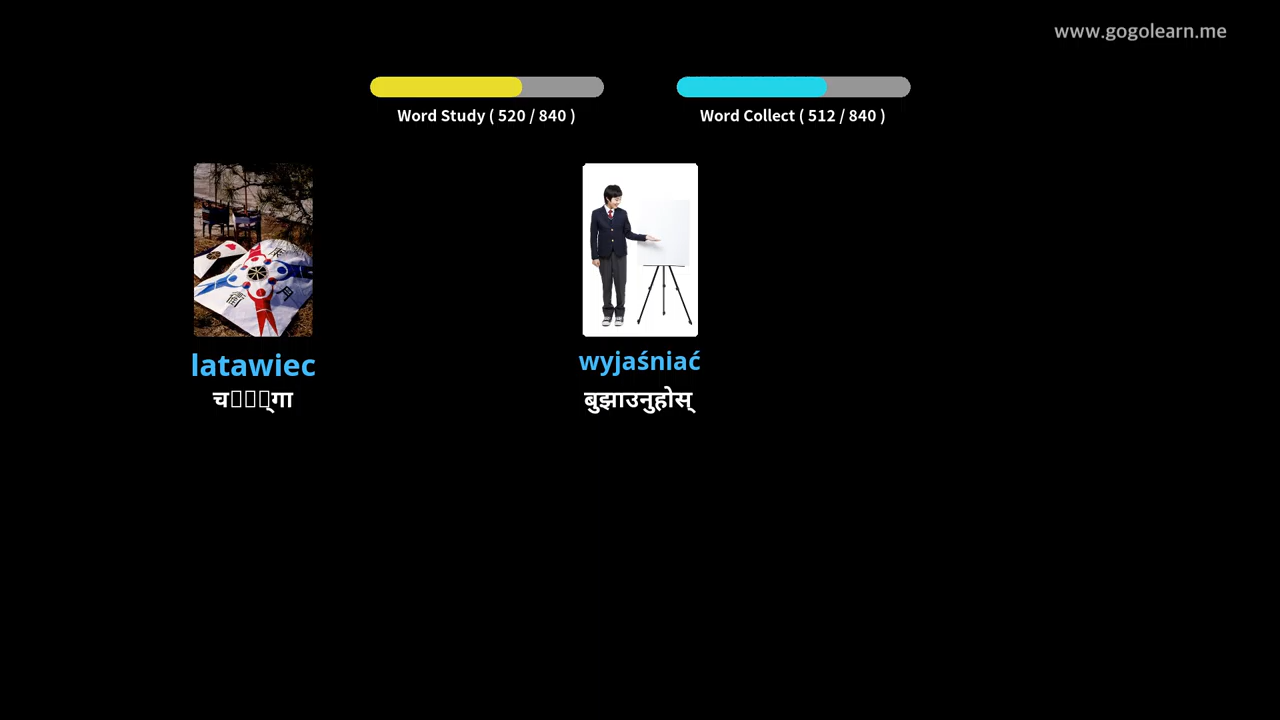 www.gogolearn.me
Word Study ( 520 / 840 )
Word Collect ( 512 / 840 )
latawiec
wyjaśniać
बुझाउनुहोस्